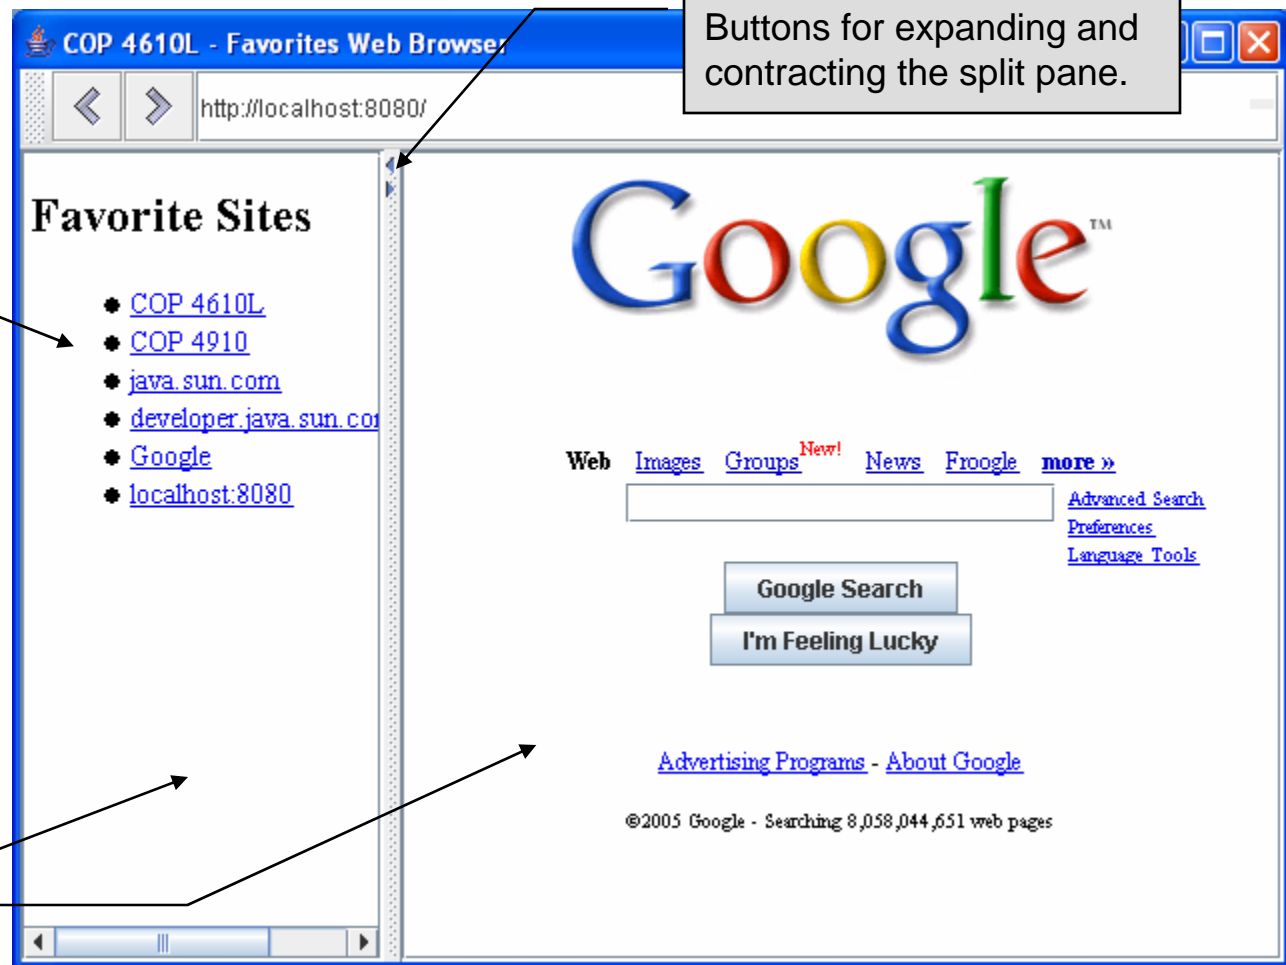 COP 4610L - Favorites Web Browser
Buttons for expanding and
contracting the split pane.
http://localhost:8080/
Favorite Sites
COP 4610L
COP 4910
java.sun.com
developer.java.sun.co
Google
localhost:8080
Google™
Web Images Groups New! News Froogle more »
Advanced Search
Preferences
Language Tools
Google Search
I'm Feeling Lucky
Advertising Programs - About Google
©2005 Google - Searching 8,058,044,651 web pages